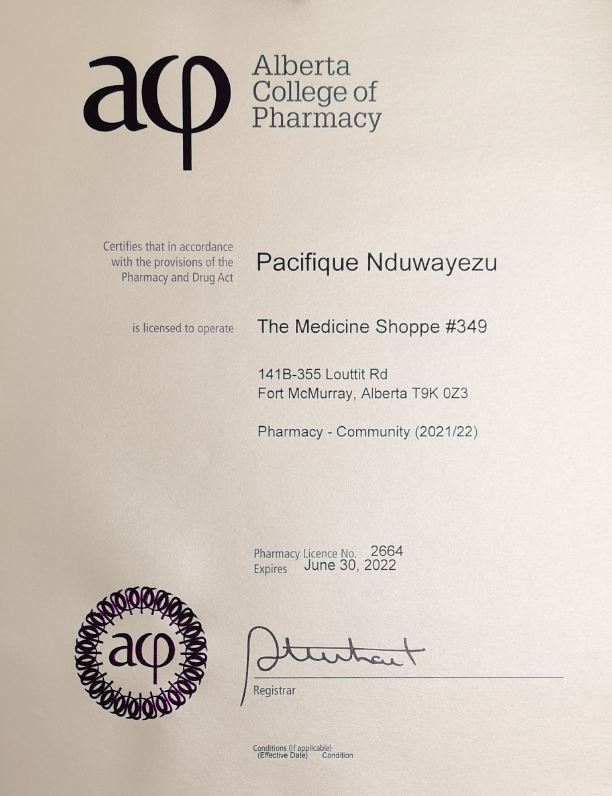 acp
Alberta
College of
Pharmacy
Certifies that in accordance
with the provisions of the
Pharmacy and Drug Act
Pacifique Nduwayezu
is licensed to operate
The Medicine Shoppe #349
141B-355 Louttit Rd
Fort McMurray, Alberta T9K 0Z3
Pharmacy - Community (2021/22)
Pharmacy Licence No. 2664
Expires June 30, 2022
acp
Registrar
Conditions (if applicable)
(Effective Date) Condition